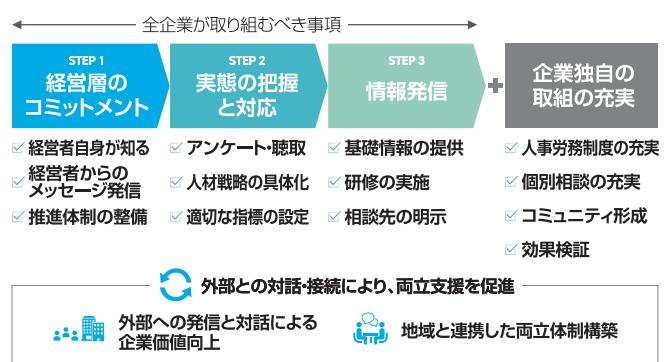 全企業が取り組むべき事項
STEP 1
経営層の
コミットメント
経営者自身が知る
経営者からの
メッセージ発信
推進体制の整備
STEP 2
実態の把握
と対応
アンケート・聴取
人材戦略の具体化
適切な指標の設定
STEP 3
情報発信
基礎情報の提供
研修の実施
相談先の明示
+
企業独自の
取組の充実
人事労務制度の充実
個別相談の充実
コミュニティ形成
効果検証
外部との対話・接続により、両立支援を促進
外部への発信と対話による
企業価値向上
地域と連携した両立体制構築